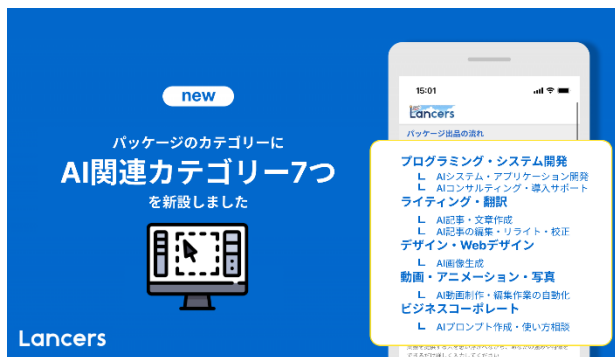 new
パッケージのカテゴリーに
AI関連カテゴリー7つ
を新設しました
Lancers
15:01
Lancers
パッケージ出品の流れ
プログラミング・システム開発
AIシステム・アプリケーション開発
AIコンサルティング・導入サポート
ライティング・翻訳
AI記事・文章作成
AI記事の編集・リライト・校正
デザイン・Webデザイン
AI画像生成
動画・アニメーション・写真
AI動画制作・編集作業の自動化
ビジネスコーポレート
AIプロンプト作成・使い方相談